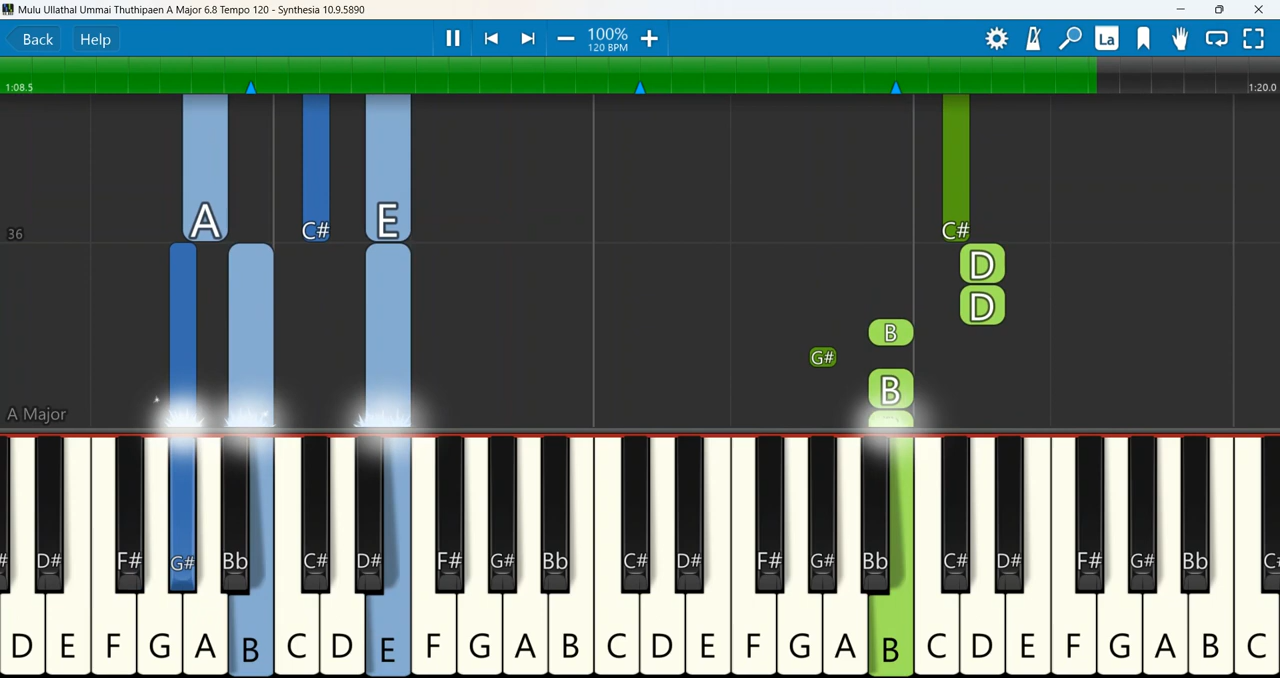 Mulu Ullathal Ummai Thuthipaen A Major 6.8 Tempo 120 - Synthesia 10.9.5890
Back Help 100% La
120 BPM
1:08.5 1:20.0
A C# E C#
36
D
D
B
G#
B
A Major
# D# F# G# Bb C# D# F# G# Bb C# D# F# G# Bb C# D# F# G# Bb C
D E F G A B C D E F G A B C D E F G A B C D E F G A B C